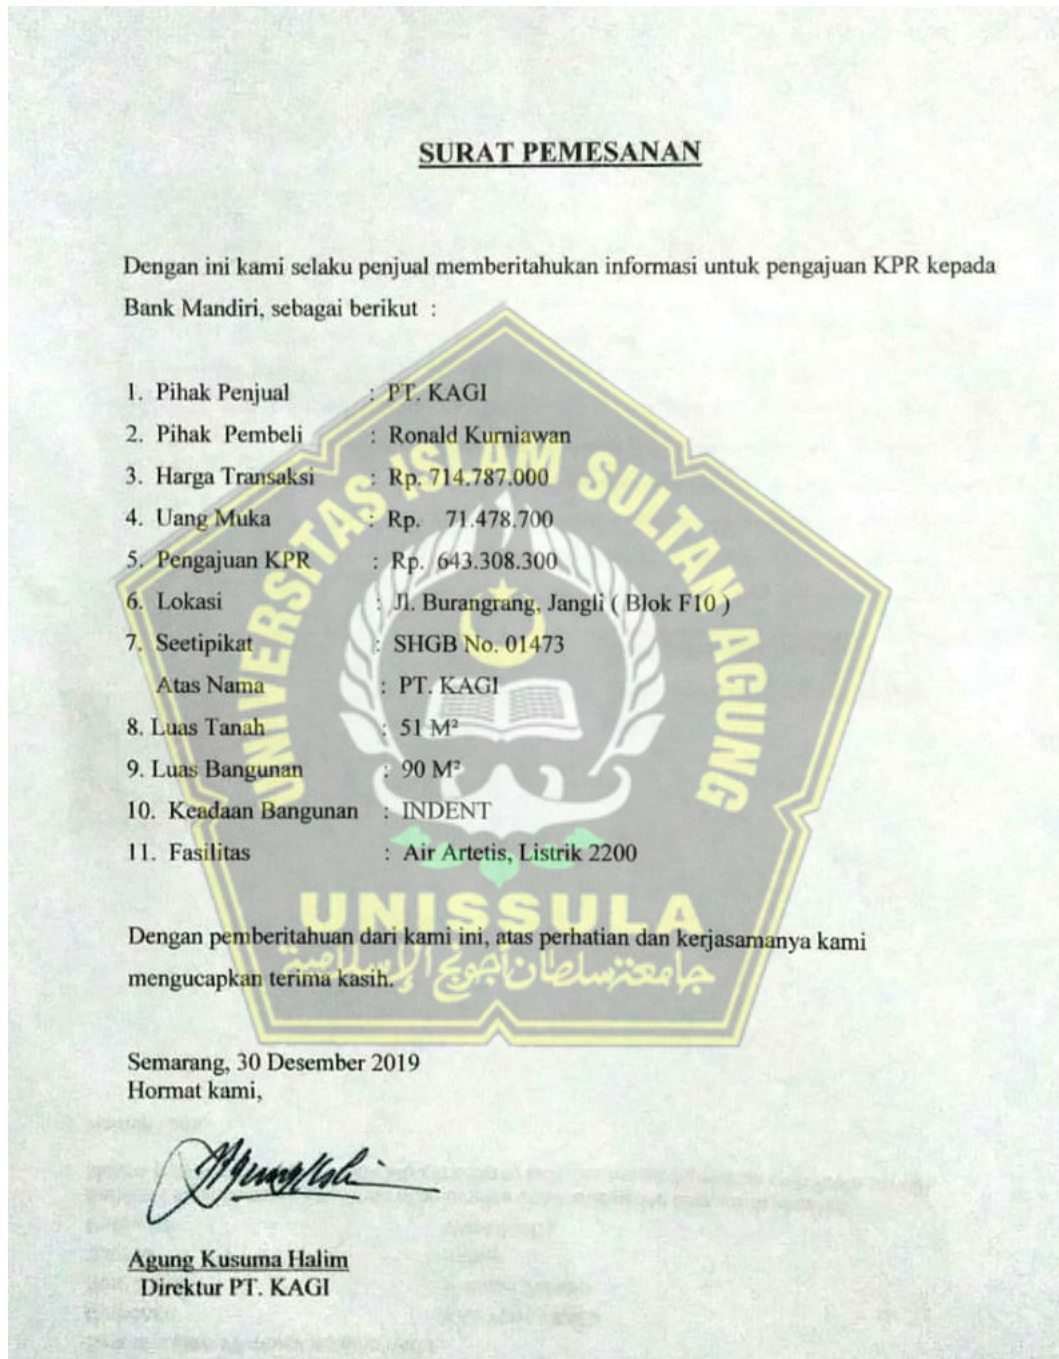 SURAT PEMESANAN
Dengan ini kami selaku penjual memberitahukan informasi untuk pengajuan KPR kepada
Bank Mandiri, sebagai berikut :
1. Pihak Penjual : PT. KAGI
2. Pihak Pembeli : Ronald Kurniawan
3. Harga Transaksi : Rp. 714.787.000
4. Uang Muka : Rp. 71.478.700
5. Pengajuan KPR : Rp. 643.308.300
6. Lokasi : Jl. Burangrang, Jangli ( Blok F10 )
7. Seetipikat : SHGB No. 01473
Atas Nama : PT. KAGI
8. Luas Tanah : 51 M²
9. Luas Bangunan : 90 M²
10. Keadaan Bangunan : INDENT
11. Fasilitas : Air Artetis, Listrik 2200
UNIVERSITAS ISLAM SULTAN AGUNG
UNISSULA
جامعة سلطان أجونج الإسلامية
Dengan pemberitahuan dari kami ini, atas perhatian dan kerjasamanya kami
mengucapkan terima kasih.
Semarang, 30 Desember 2019
Hormat kami,
Agung Kusuma Halim
Direktur PT. KAGI